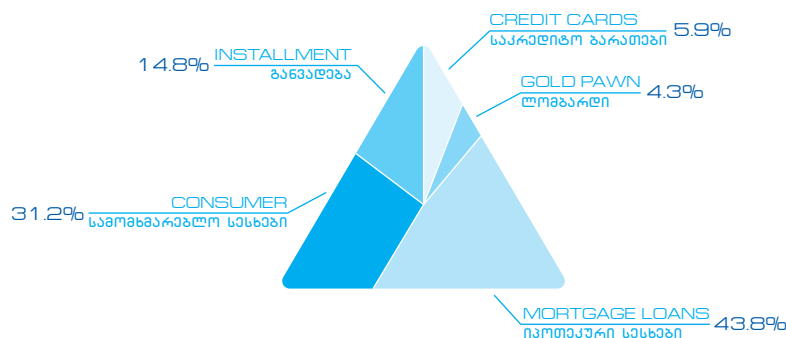 CREDIT CARDS
საკრედიტო ბარათები
5.9%
INSTALLMENT
განვადება
14.8%
GOLD PAWN
ლომბარდი
4.3%
CONSUMER
სამომხმარებლო სესხები
31.2%
MORTGAGE LOANS
იპოთეკური სესხები
43.8%